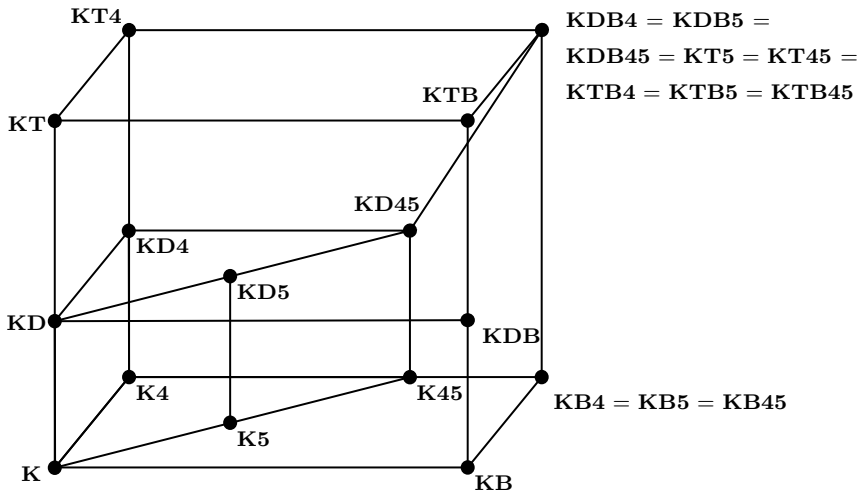 KT4
KDB4 = KDB5 =
KDB45 = KT5 = KT45 =
KTB4 = KTB5 = KTB45
KTB
KT
KD45
KD4
KD5
KD
KDB
K4
K45
KB4 = KB5 = KB45
K5
K
KB